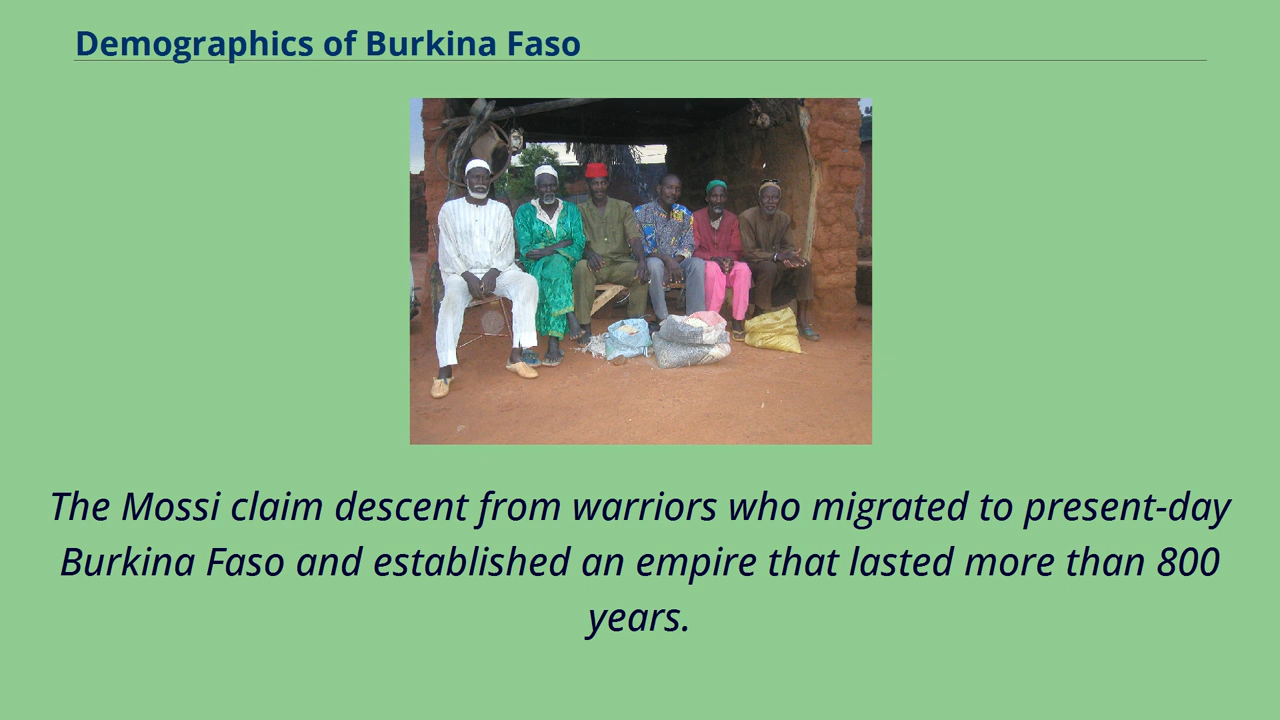 Demographics of Burkina Faso
The Mossi claim descent from warriors who migrated to present-day
Burkina Faso and established an empire that lasted more than 800
years.